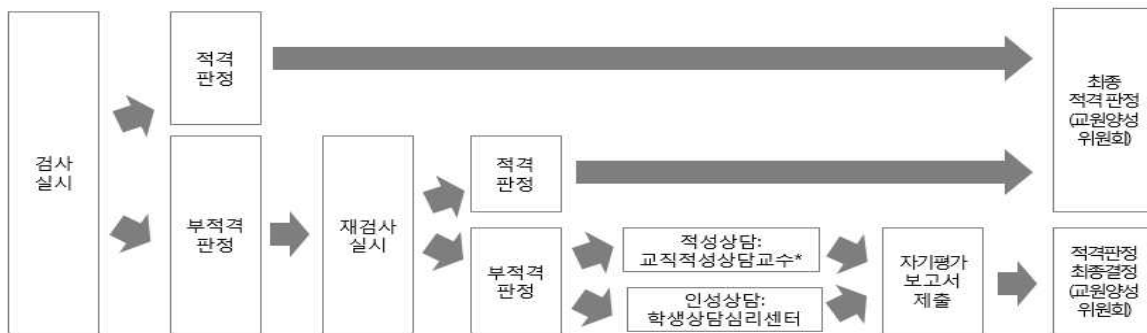 검사
실시
적격
판정
부적격
판정
재검사
실시
적격
판정
부적격
판정
적성상담:
교직적성상담교수*
인성상담:
학생상담심리센터
자기평가
보고서
제출
최종
적격 판정
(교원양성
위원회)
적격판정
최종결정
(교원양성
위원회)